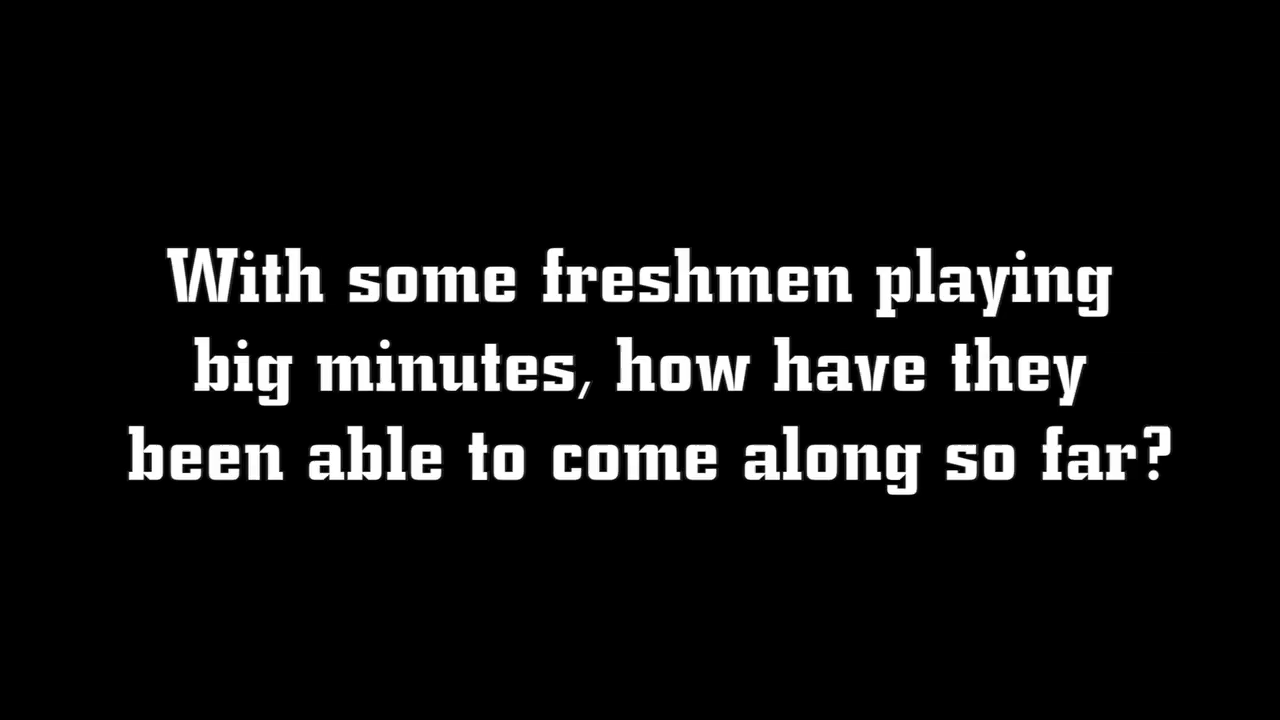 With some freshmen playing
big minutes, how have they
been able to come along so far?